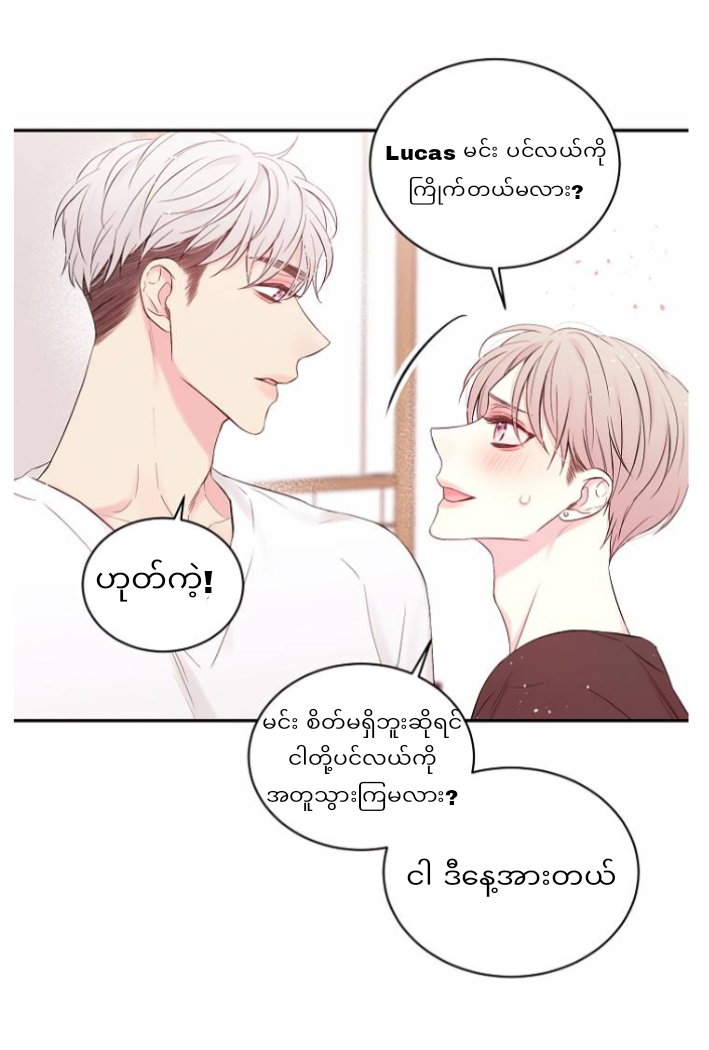 Lucas မင်း ပင်လယ်ကို
ကြိုက်တယ်မလား?
ဟုတ်ကဲ့!
မင်း စိတ်မရှိဘူးဆိုရင်
ငါတို့ပင်လယ်ကို
အတူသွားကြမလား?
ငါ ဒီနေ့အားတယ်